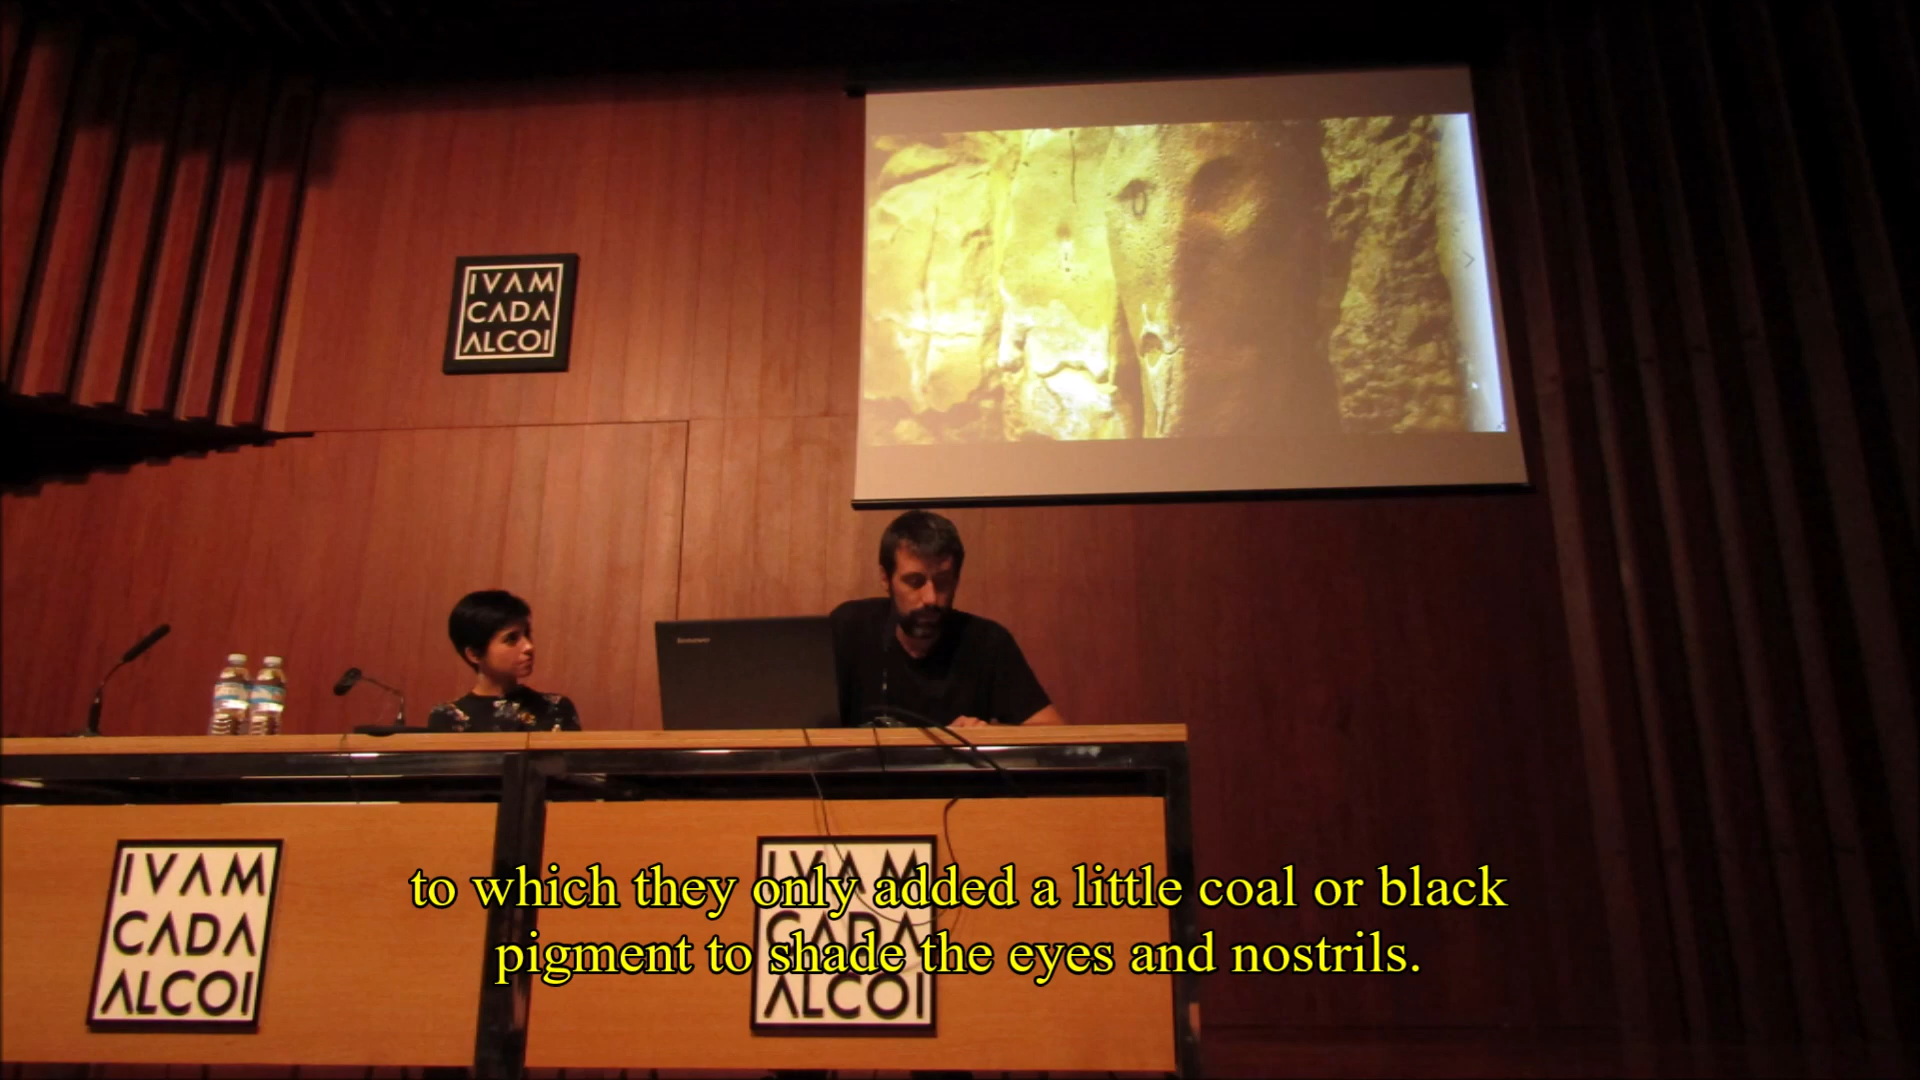 IVAM
CADA
ALCOI
Lenovo
IVAM
CADA
ALCOI
IVAM
CADA
ALCOI
to which they only added a little coal or black
pigment to shade the eyes and nostrils.